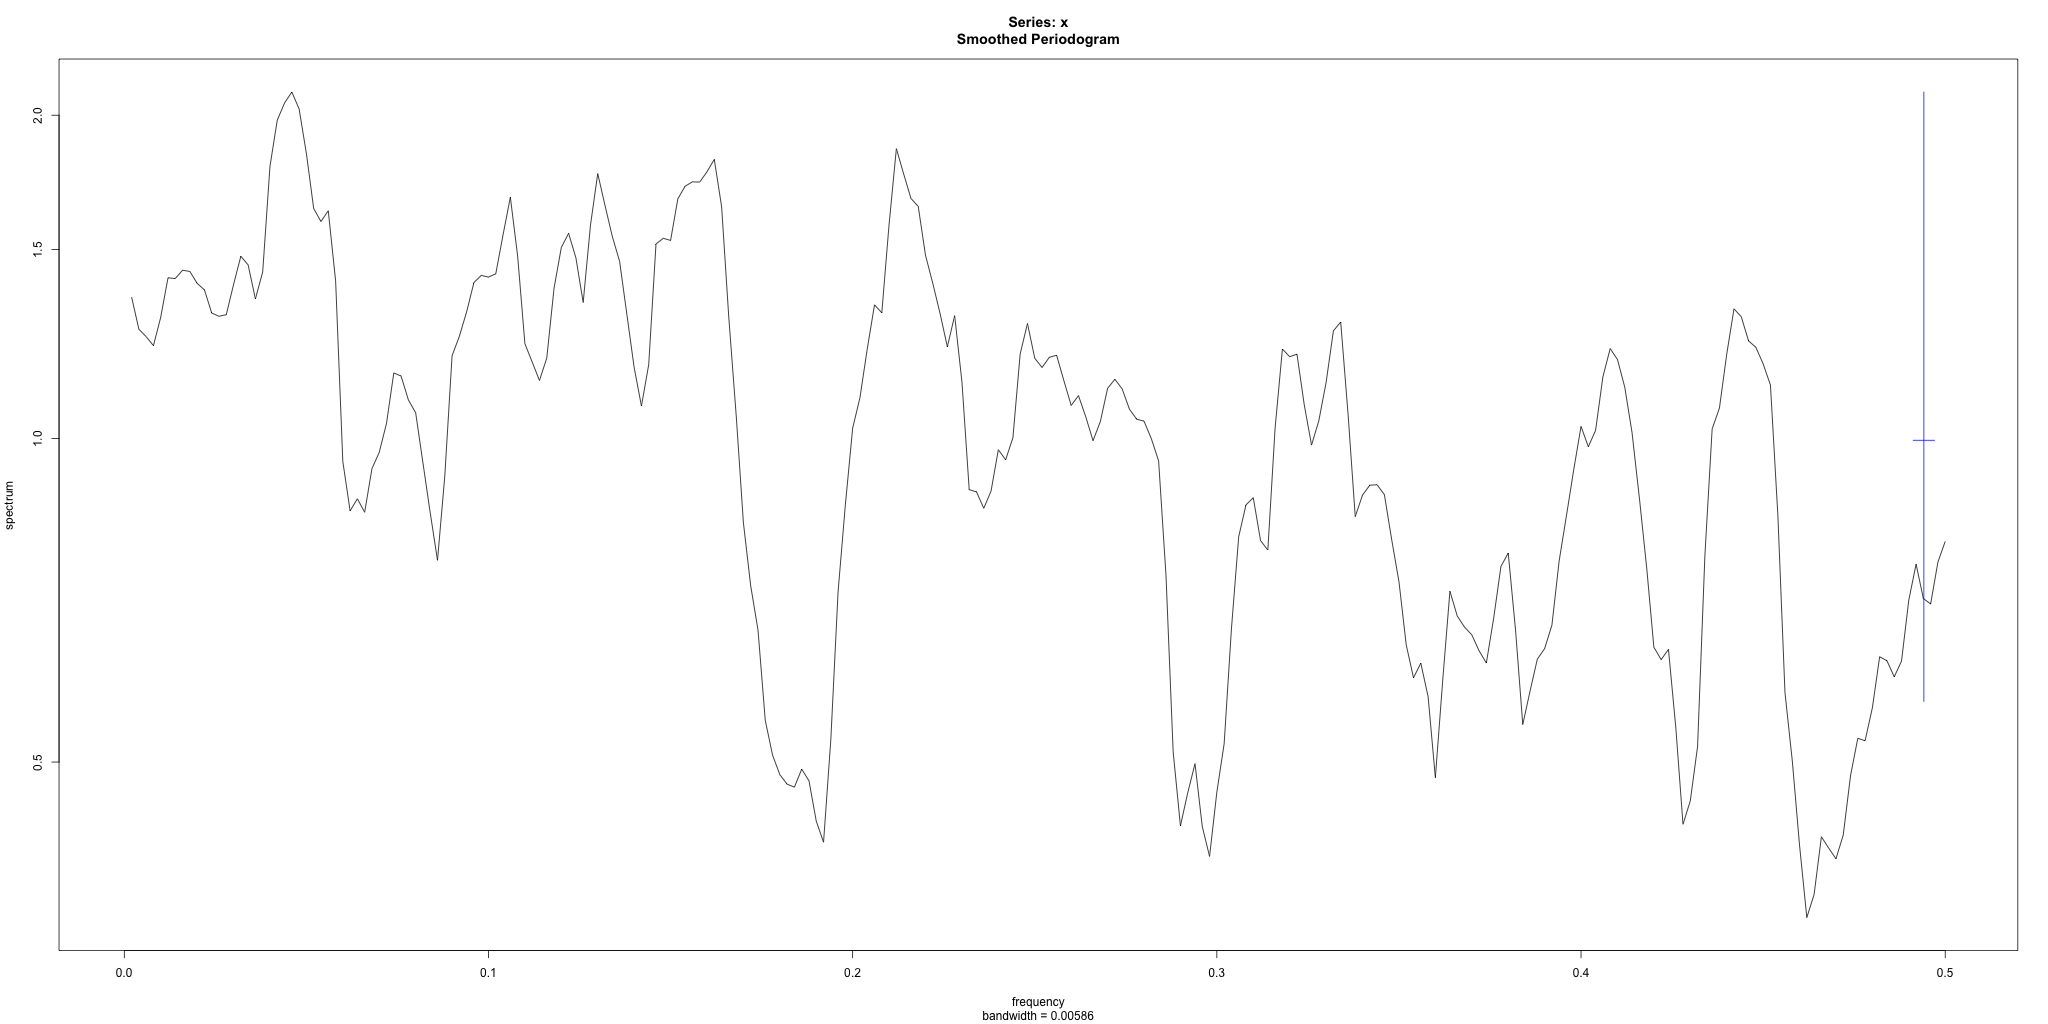 Series: x
Smoothed Periodogram
2.0
1.5
1.0
0.5
spectrum
0.0 0.1 0.2 0.3 0.4 0.5
frequency
bandwidth = 0.00586